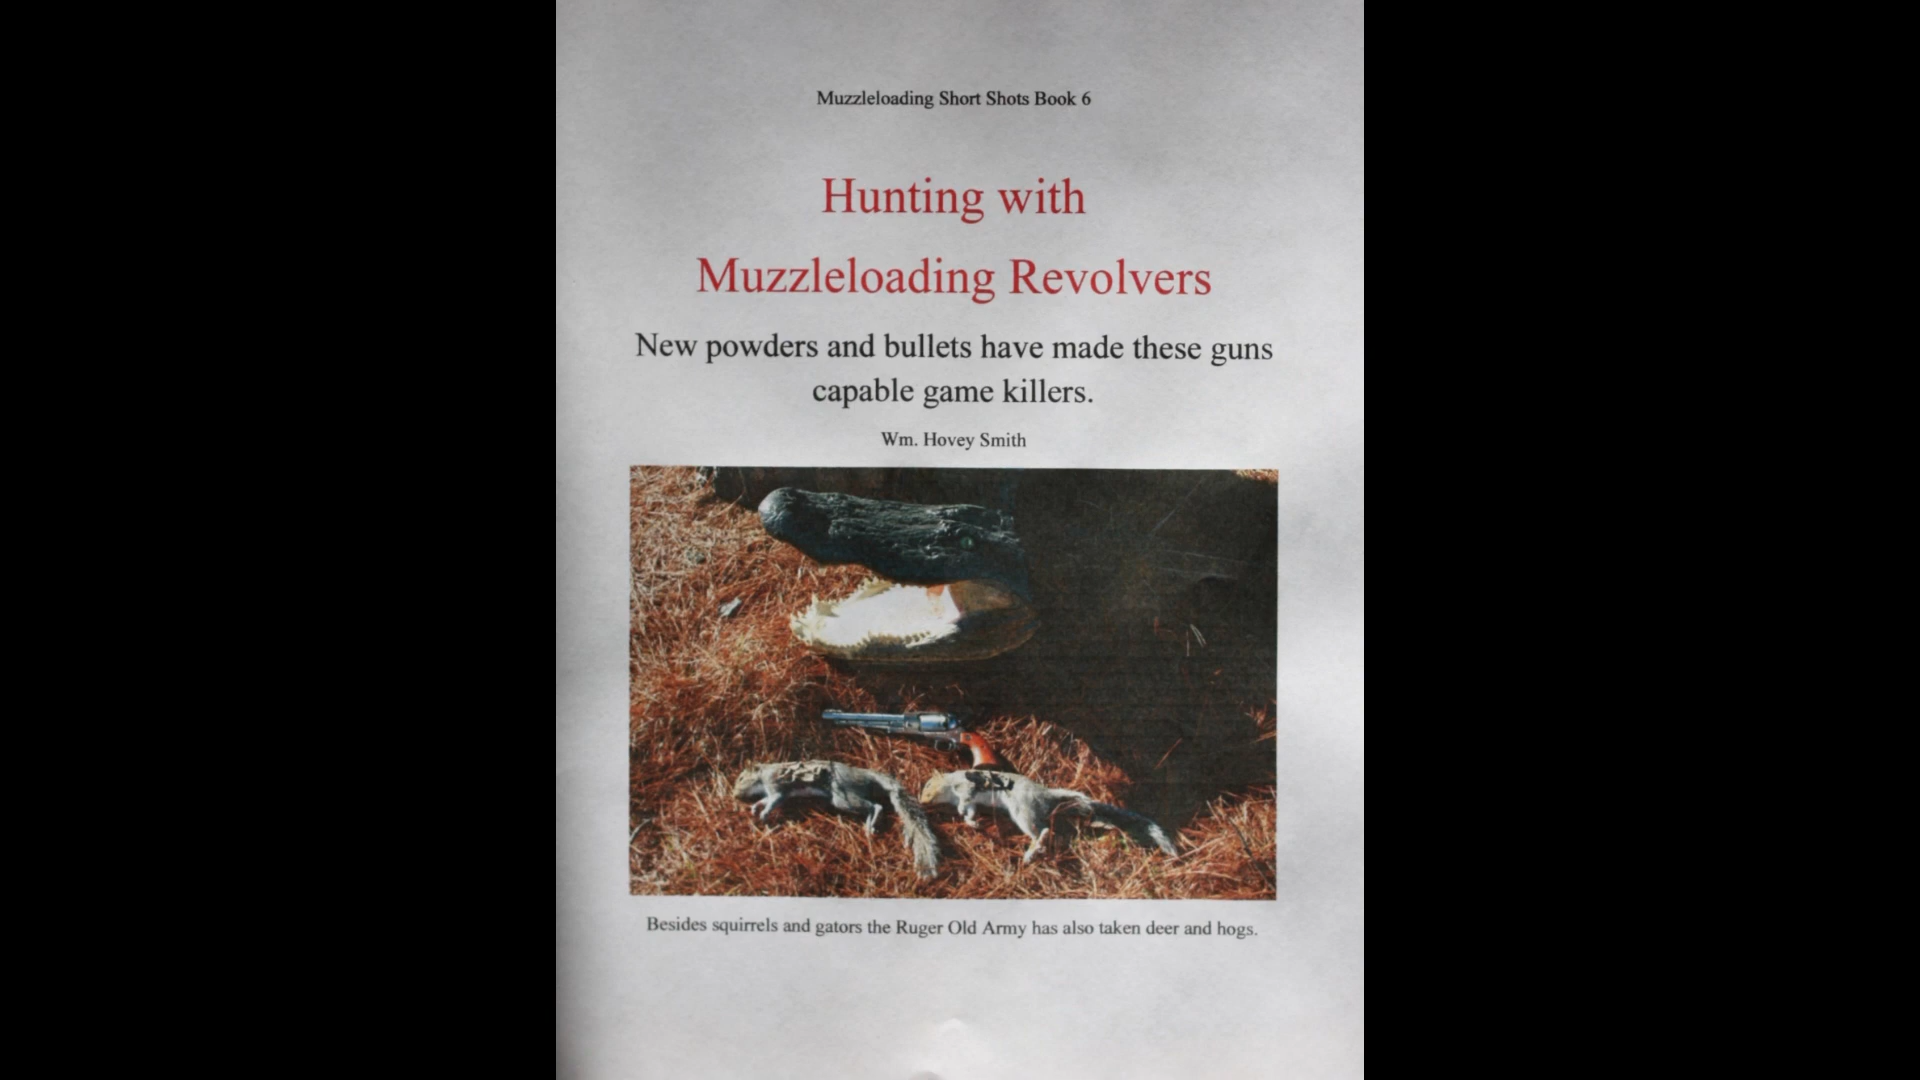 Muzzleloading Short Shots Book 6
Hunting with
Muzzleloading Revolvers
New powders and bullets have made these guns
capable game killers.
Wm. Hovey Smith
Besides squirrels and gators the Ruger Old Army has also taken deer and hogs.